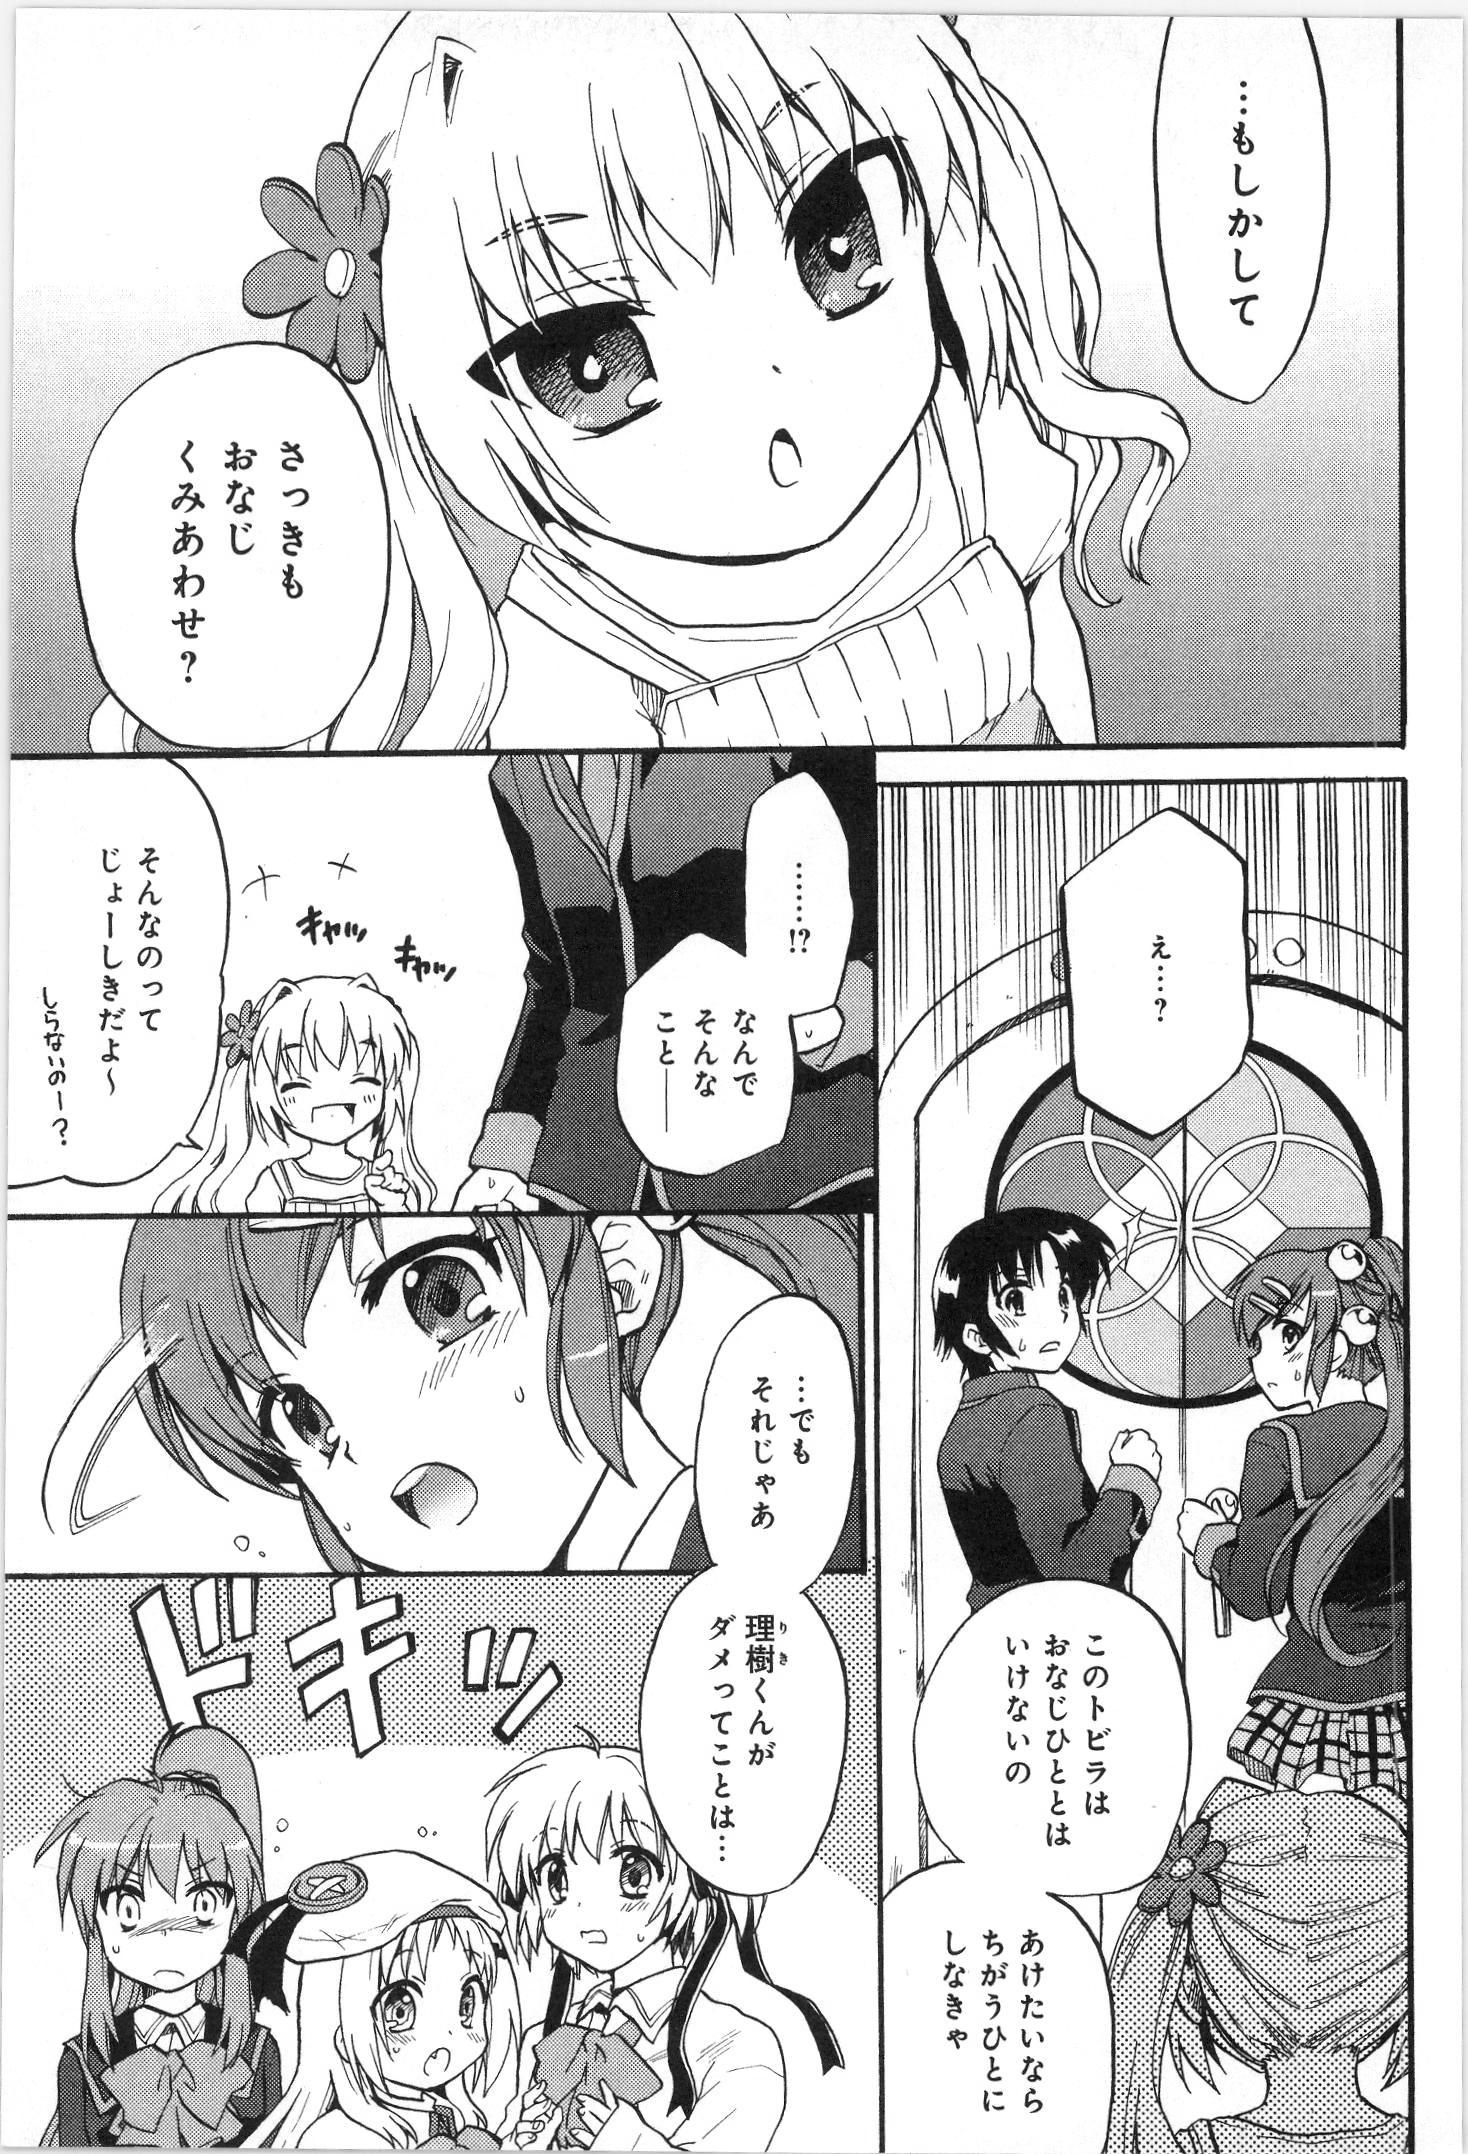 …もしかして
さっきも
おなじ
くみあわせ？
え…？
このトビラは
おなじひととは
いけないの
あけたいなら
ちがうひとに
しなきゃ
……!?
なんで
そんな
こと――
キャッ
キャッ
そんなのって
じょーしきだよ～
しらないのー？
…でも
それじゃあ
理樹くんが
りき
ダメってことは…
ドキッ